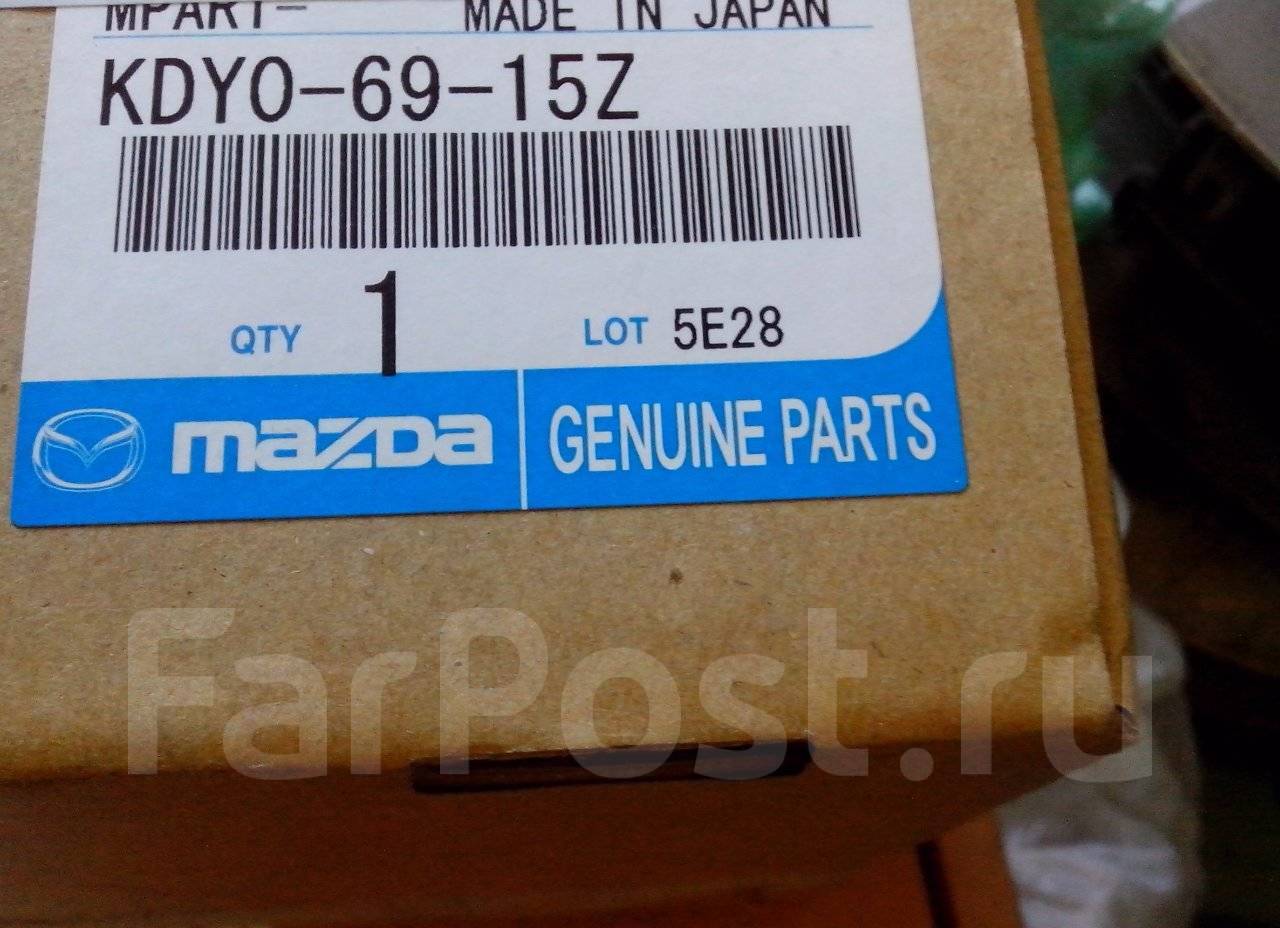 MPART- MADE IN JAPAN
KDY0-69-15Z
QTY 1 LOT 5E28
mazda GENUINE PARTS
FarPost.ru